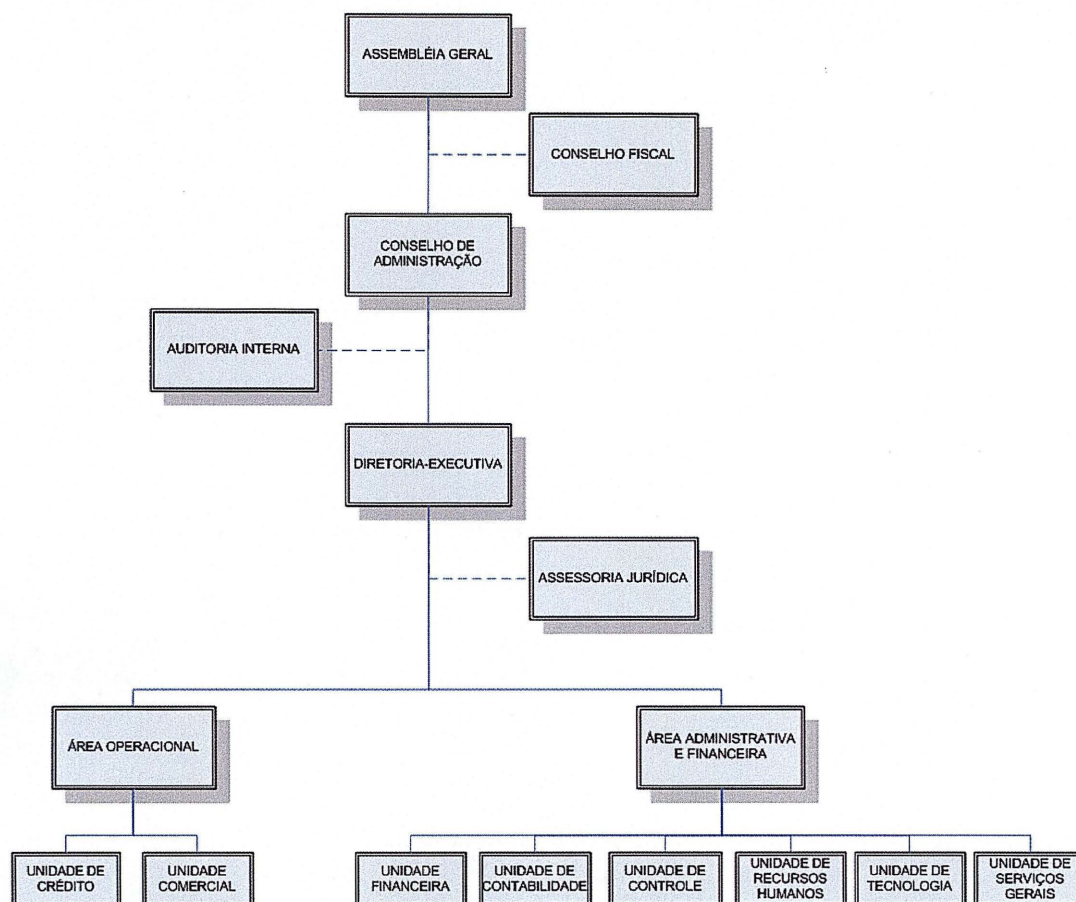 ASSEMBLÉIA GERAL
CONSELHO FISCAL
CONSELHO DE
ADMINISTRAÇÃO
AUDITORIA INTERNA
DIRETORIA-EXECUTIVA
ASSESSORIA JURÍDICA
ÁREA OPERACIONAL
ÁREA ADMINISTRATIVA
E FINANCEIRA
UNIDADE DE
CRÉDITO
UNIDADE
COMERCIAL
UNIDADE
FINANCEIRA
UNIDADE DE
CONTABILIDADE
UNIDADE DE
CONTROLE
UNIDADE DE
RECURSOS
HUMANOS
UNIDADE DE
TECNOLOGIA
UNIDADE DE
SERVIÇOS
GERAIS